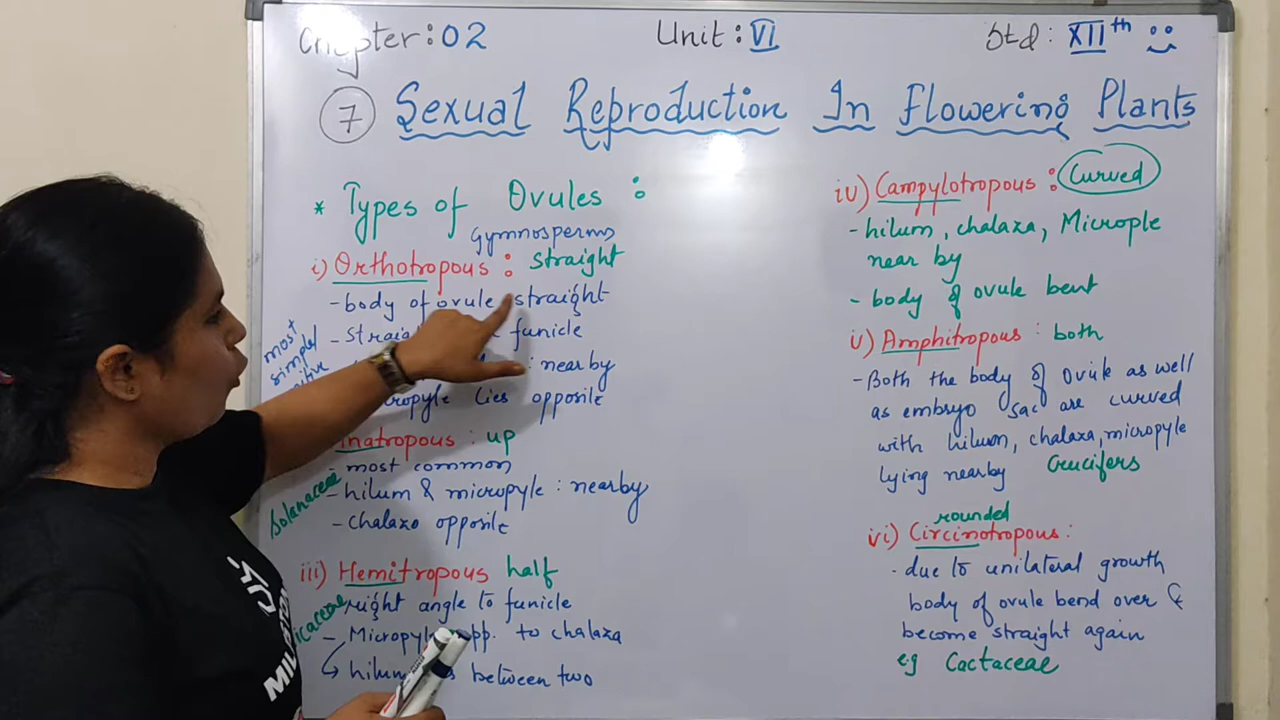 Chapter: 02 Unit: VI Std: XIIth
7 Sexual Reproduction In Flowering Plants
* Types of Ovules :
Gymnosperms
i) Orthotropous : straight
- body of ovule straight
- funicle
: nearby
lies opposite
most
simple/
: up
- most common
Solanaceae
- hilum & micropyle : nearby
- chalazo opposite
iii) Hemitropous half
right angle to funicle
- Micropyle opp. to chalaza
hilum between two
iv) Campylotropous : Curved
- hilum, chalaza, Microple
near by
- body of ovule bent
v) Amphitropous : both
- Both the body of ovule as well
as embryo sac are curved
with hilum, chalaza, micropyle
lying nearby Crucifers
rounded
vi) Circinotropous :
- due to unilateral growth
body of ovule bend over &
become straight again
e.g Cactaceae